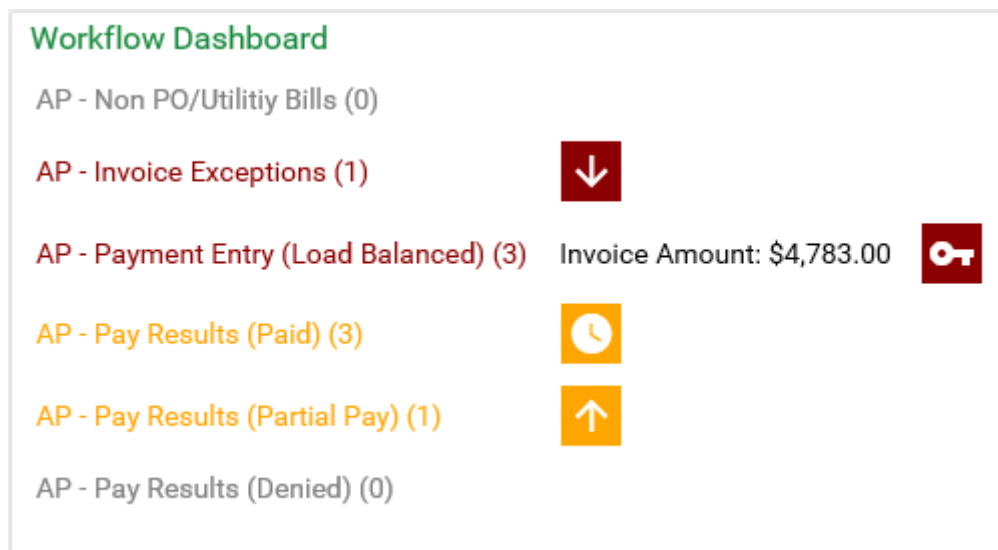 Workflow Dashboard
AP - Non PO/Utilitiy Bills (0)
AP - Invoice Exceptions (1)
AP - Payment Entry (Load Balanced) (3) Invoice Amount: $4,783.00
AP - Pay Results (Paid) (3)
AP - Pay Results (Partial Pay) (1)
AP - Pay Results (Denied) (0)